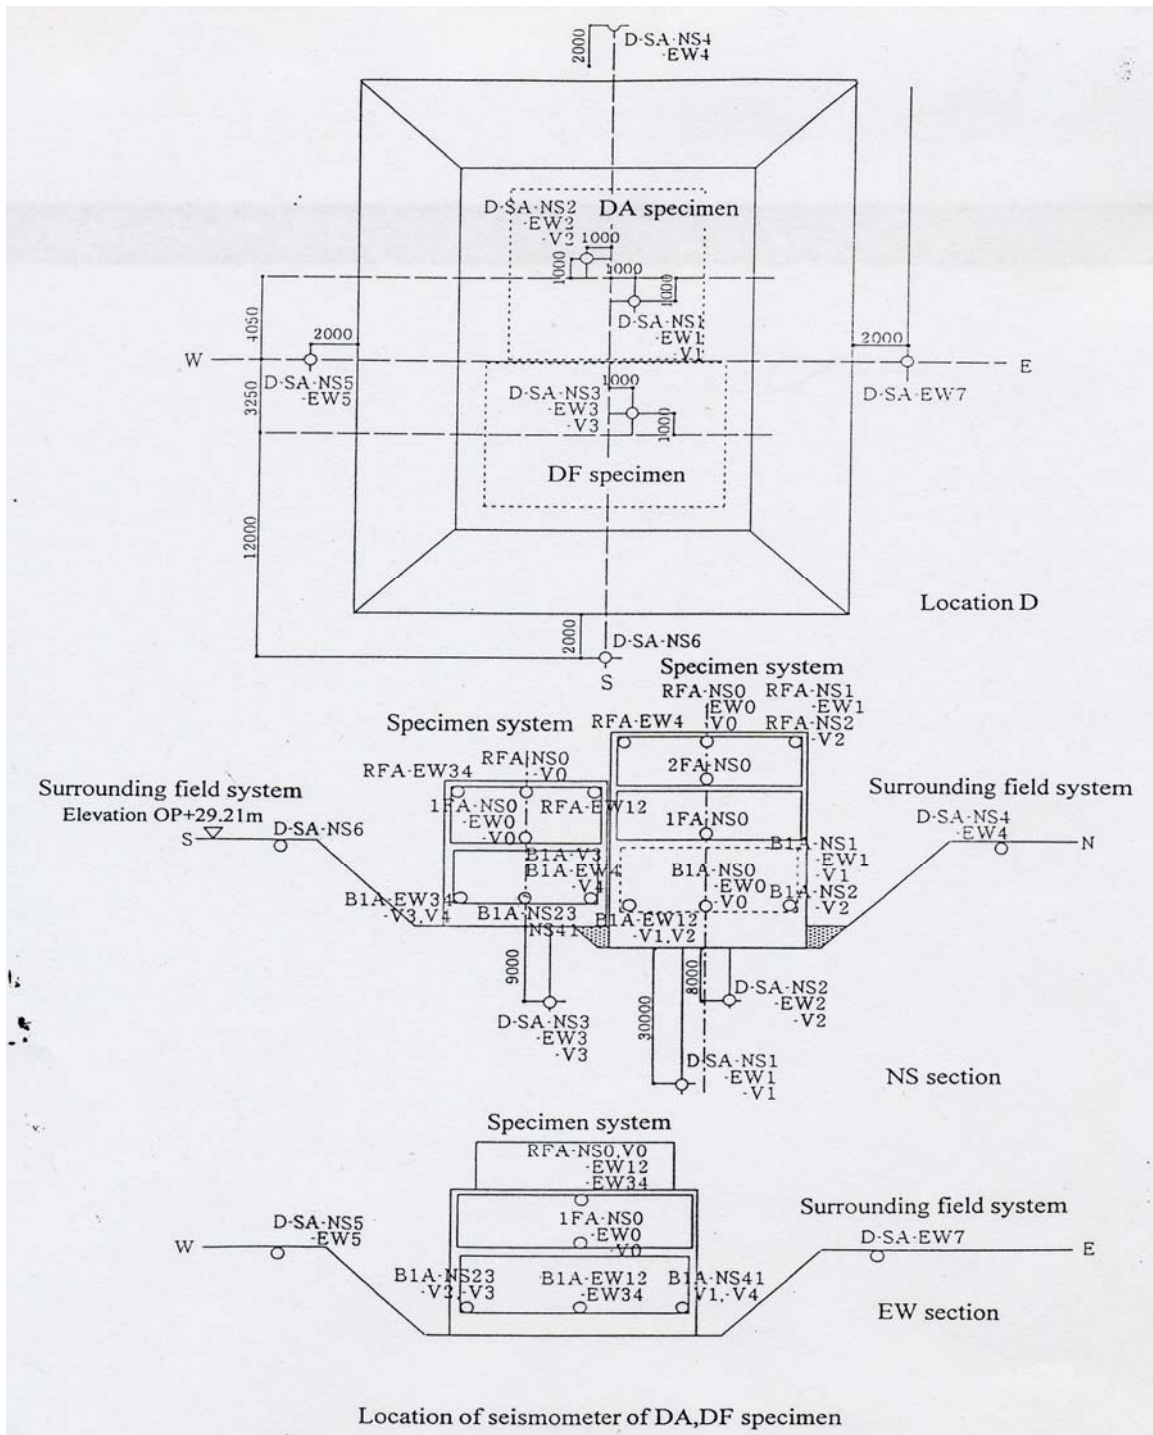 2000
D-SA-NS4
-EW4
D-SA-NS2
-EW2
-V2
DA specimen
1000
1000
1000
1000
D-SA-NS1
-EW1
-V1
4050
3250
12000
W
2000
D-SA-NS5
-EW5
2000
E
D-SA-EW7
1000
D-SA-NS3
-EW3
-V3
1000
DF specimen
Location D
2000
D-SA-NS6
S
Specimen system
RFA-NS0
-EW0
-V0
RFA-NS1
-EW1
RFA-EW4
RFA-NS2
-V2
Specimen system
RFA-NS0
-V0
RFA-EW34
2FA-NS0
Surrounding field system
Elevation OP+29.21m
S
D-SA-NS6
1FA-NS0
-EW0
-V0
RFA-EW12
1FA-NS0
Surrounding field system
D-SA-NS4
-EW4
N
B1A-V3
B1A-EW4
-V4
B1A-NS1
-EW1
-V1
B1A-NS0
-EW0
-V0
B1A-NS2
-V2
B1A-EW34
-V3,V4
B1A-NS23
NS41
B1A-EW12
-V1,V2
9000
30000
8000
D-SA-NS2
-EW2
-V2
D-SA-NS3
-EW3
-V3
D-SA-NS1
-EW1
-V1
NS section
Specimen system
RFA-NS0,V0
-EW12
-EW34
Surrounding field system
W
D-SA-NS5
-EW5
1FA-NS0
-EW0
-V0
D-SA-EW7
E
B1A-NS23
-V2,-V3
B1A-EW12
-EW34
B1A-NS41
V1,-V4
EW section
Location of seismometer of DA,DF specimen